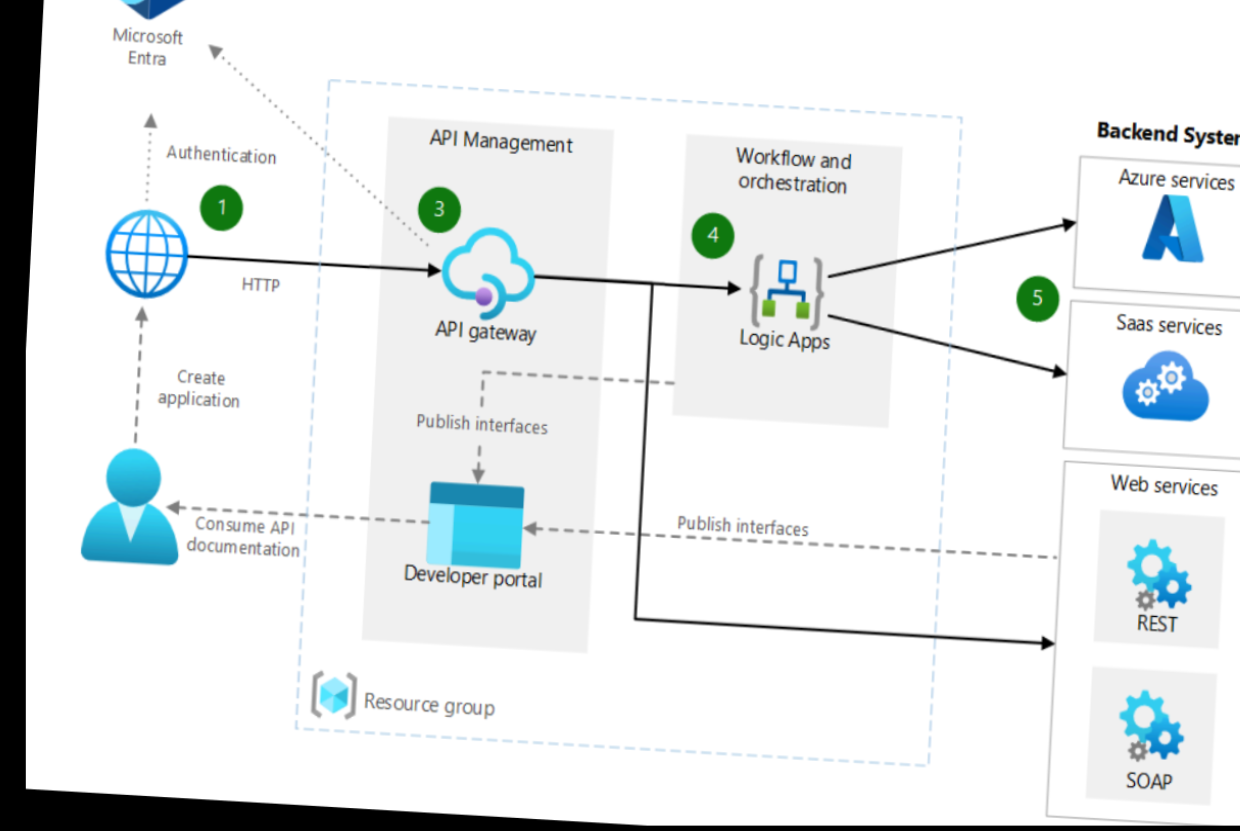 Microsoft
Entra
Authentication
1
HTTP
Create
application
Consume API
documentation
API Management
3
API gateway
Publish interfaces
Developer portal
Workflow and
orchestration
4
Logic Apps
Publish interfaces
Resource group
5
Backend System
Azure services
Saas services
Web services
REST
SOAP